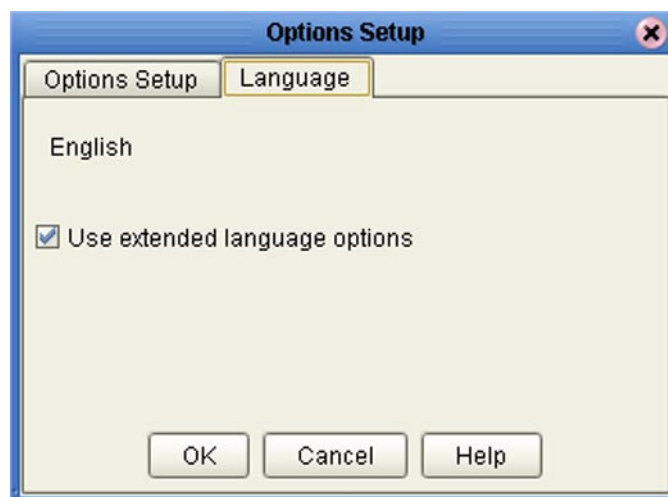 Options Setup
Options Setup Language
English
Use extended language options
OK Cancel Help